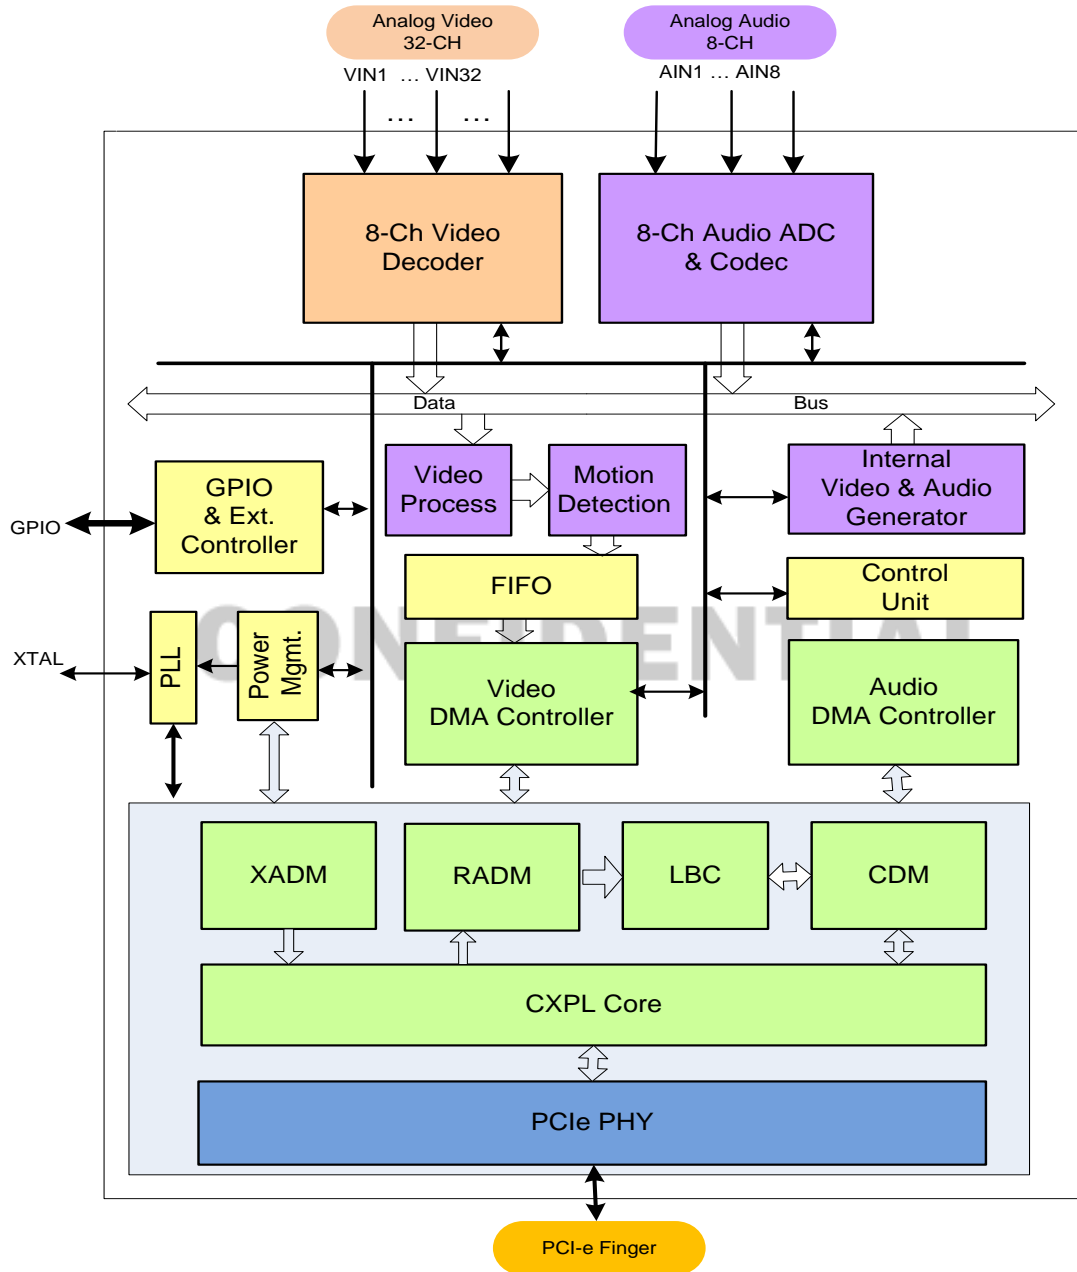 Analog Video
32-CH
Analog Audio
8-CH
VIN1 ... VIN32
AIN1 ... AIN8
... ...
8-Ch Video
Decoder
8-Ch Audio ADC
& Codec
Data
Bus
GPIO
GPIO
& Ext.
Controller
Video
Process
Motion
Detection
Internal
Video & Audio
Generator
FIFO
Control
Unit
CONFIDENTIAL
XTAL
PLL
Power
Mgmt.
Video
DMA Controller
Audio
DMA Controller
XADM
RADM
LBC
CDM
CXPL Core
PCIe PHY
PCI-e Finger